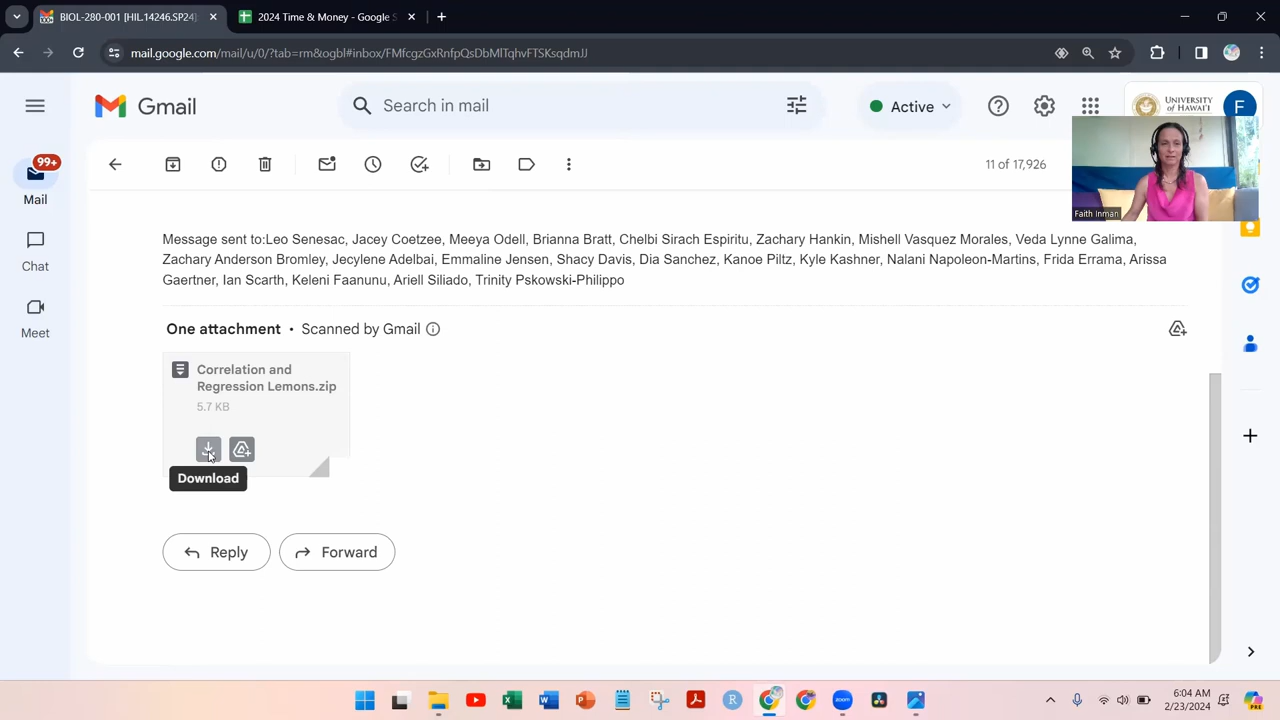 BIOL-280-001 [HIL.14246.SP24]
2024 Time & Money - Google S
mail.google.com/mail/u/0/?tab=rm&ogbl#inbox/FMfcgzGxRnfpQsDbMlTqhvFTSKsqdmJJ
Gmail
Search in mail
Active
UNIVERSITY
of HAWAI'I
F
99+
Mail
Chat
Meet
11 of 17,926
Faith Inman
Message sent to:Leo Senesac, Jacey Coetzee, Meeya Odell, Brianna Bratt, Chelbi Sirach Espiritu, Zachary Hankin, Mishell Vasquez Morales, Veda Lynne Galima,
Zachary Anderson Bromley, Jecylene Adelbai, Emmaline Jensen, Shacy Davis, Dia Sanchez, Kanoe Piltz, Kyle Kashner, Nalani Napoleon-Martins, Frida Errama, Arissa
Gaertner, Ian Scarth, Keleni Faanunu, Ariell Siliado, Trinity Pskowski-Philippo
One attachment • Scanned by Gmail
Correlation and
Regression Lemons.zip
5.7 KB
Download
Reply
Forward
6:04 AM
2/23/2024